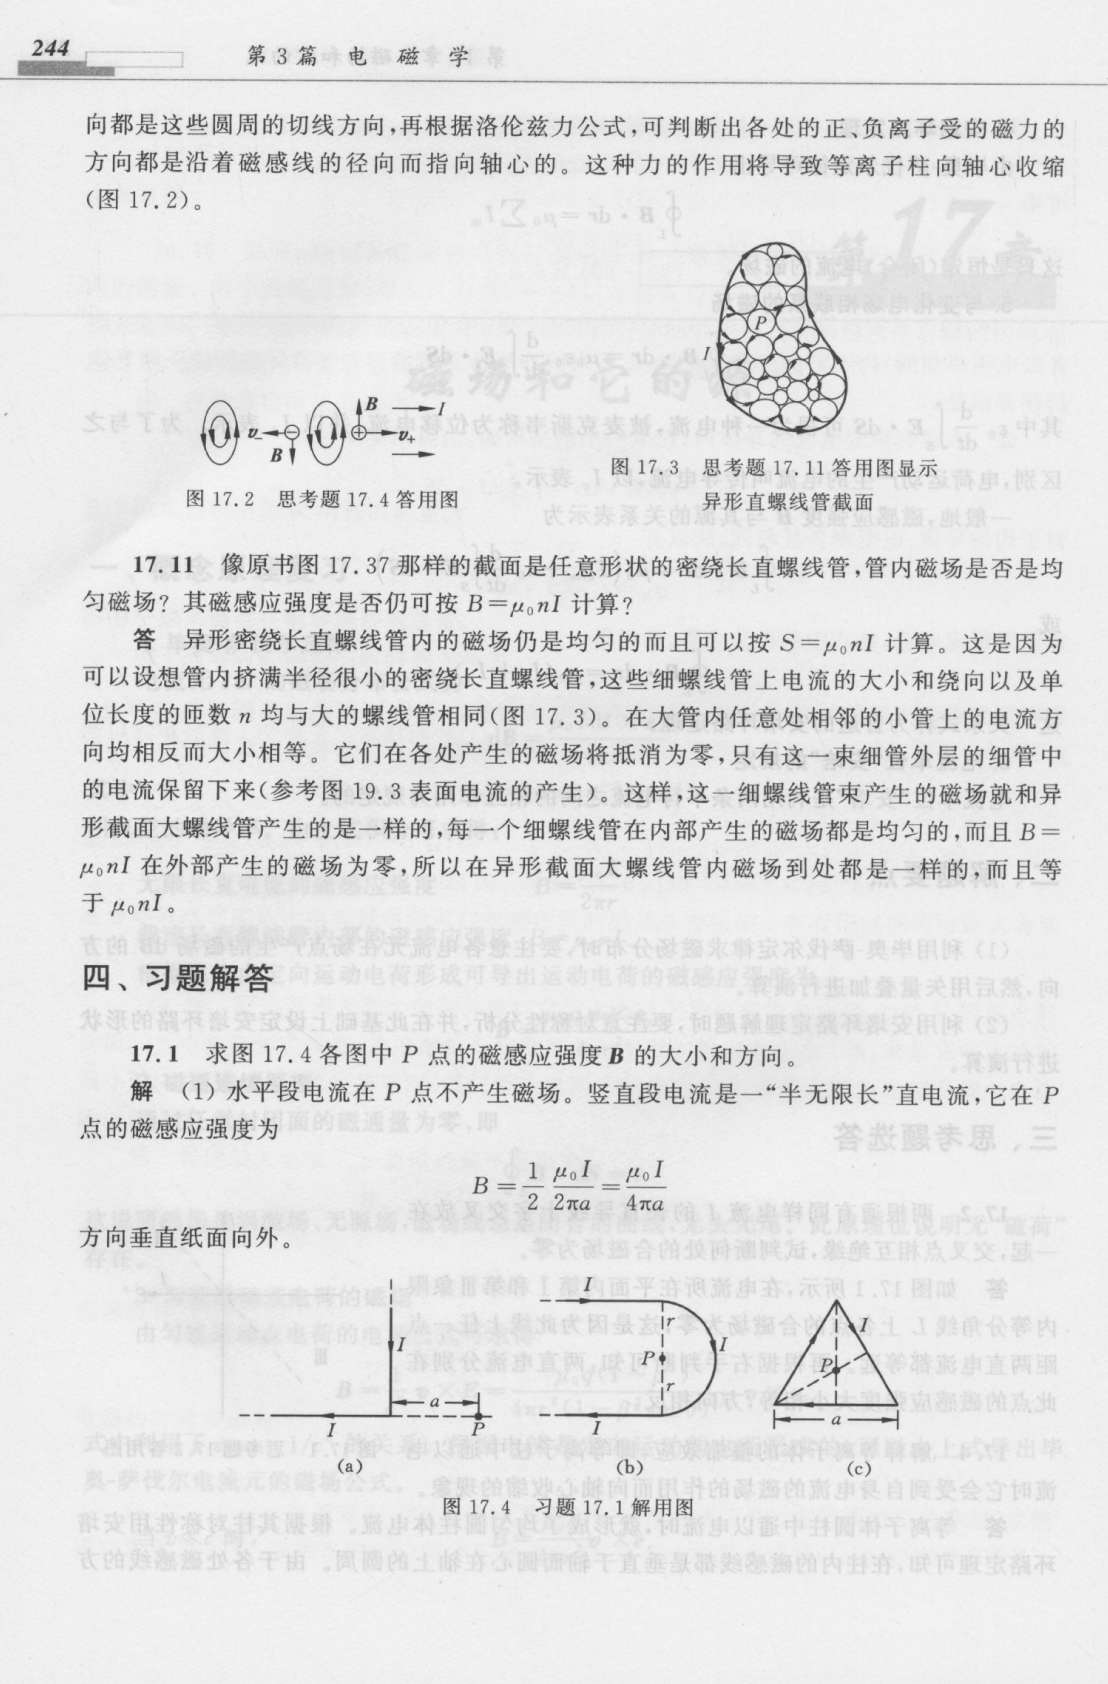 244
第 3 篇 电 磁 学
向都是这些圆周的切线方向,再根据洛伦兹力公式,可判断出各处的正、负离子受的磁力的
方向都是沿着磁感线的径向而指向轴心的。这种力的作用将导致等离子柱向轴心收缩
(图 17.2)。
B I
v₋ v₊
B
图 17.2 思考题 17.4 答用图
P
I
图 17.3 思考题 17.11 答用图显示
异形直螺线管截面
17.11 像原书图 17.37 那样的截面是任意形状的密绕长直螺线管,管内磁场是否是均
匀磁场? 其磁感应强度是否仍可按 B=μ₀nI 计算?
答 异形密绕长直螺线管内的磁场仍是均匀的而且可以按 S=μ₀nI 计算。这是因为
可以设想管内挤满半径很小的密绕长直螺线管,这些细螺线管上电流的大小和绕向以及单
位长度的匝数 n 均与大的螺线管相同(图 17.3)。在大管内任意处相邻的小管上的电流方
向均相反而大小相等。它们在各处产生的磁场将抵消为零,只有这一束细管外层的细管中
的电流保留下来(参考图 19.3 表面电流的产生)。这样,这一细螺线管束产生的磁场就和异
形截面大螺线管产生的是一样的,每一个细螺线管在内部产生的磁场都是均匀的,而且 B=
μ₀nI 在外部产生的磁场为零,所以在异形截面大螺线管内磁场到处都是一样的,而且等
于 μ₀nI。
四、习题解答
17.1 求图 17.4 各图中 P 点的磁感应强度 B 的大小和方向。
解 (1) 水平段电流在 P 点不产生磁场。竖直段电流是一“半无限长”直电流,它在 P
点的磁感应强度为
B = 1/2 μ₀I/2πa = μ₀I/4πa
方向垂直纸面向外。
I
a
I P
(a)
I
r
P I
r
I
(b)
I
P
a
(c)
图 17.4 习题 17.1 解用图